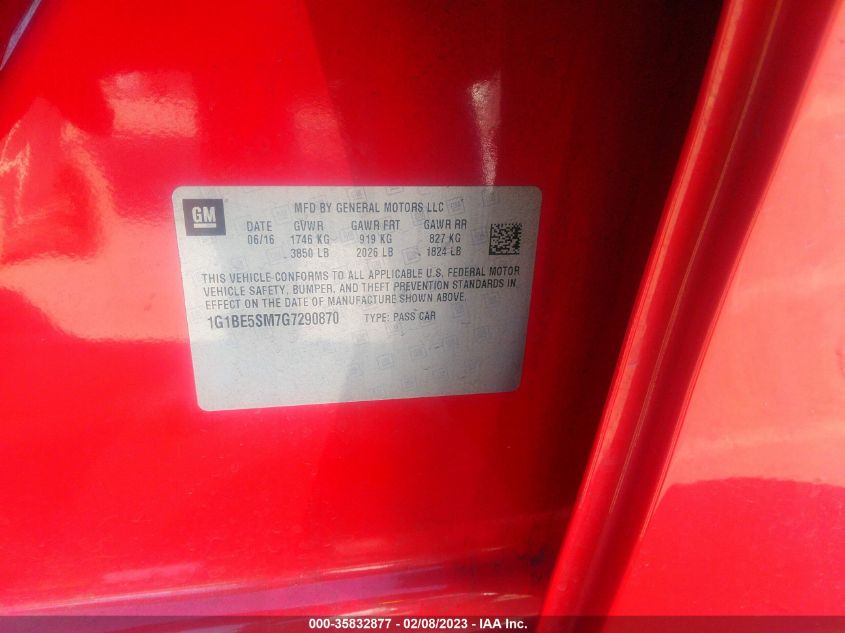 GM
MFD BY GENERAL MOTORS LLC
DATE GVWR GAWR FRT GAWR RR
06/16 1746 KG 919 KG 827 KG
3850 LB 2026 LB 1824 LB
THIS VEHICLE CONFORMS TO ALL APPLICABLE U.S. FEDERAL MOTOR
VEHICLE SAFETY, BUMPER, AND THEFT PREVENTION STANDARDS IN
EFFECT ON THE DATE OF MANUFACTURE SHOWN ABOVE.
1G1BE5SM7G7290870 TYPE: PASS CAR
000-35832877 - 02/08/2023 - IAA Inc.